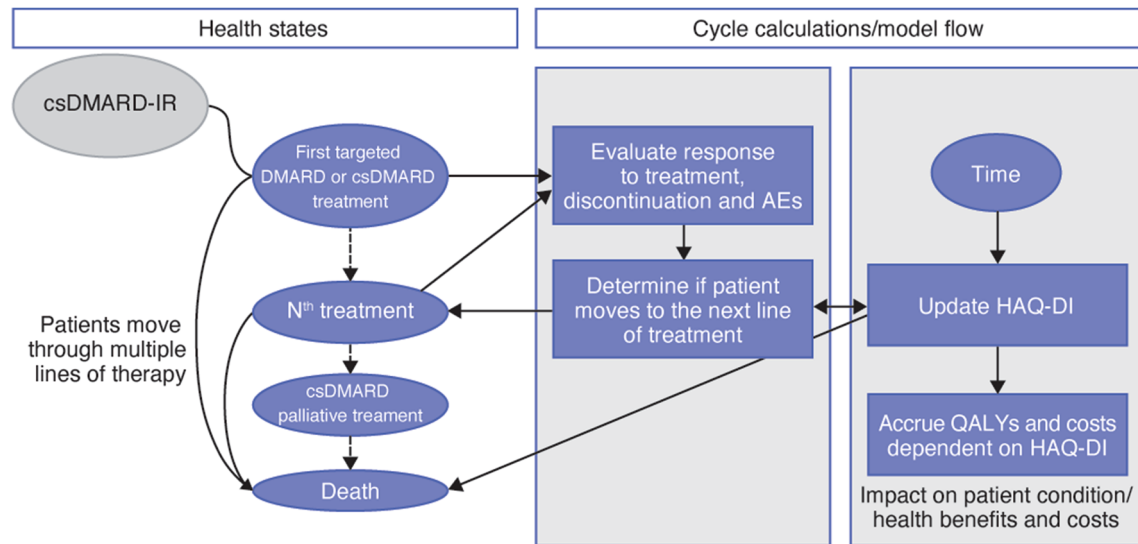 Health states
Cycle calculations/model flow
csDMARD-IR
First targeted
DMARD or csDMARD
treatment
Nth treatment
csDMARD
palliative treament
Death
Patients move
through multiple
lines of therapy
Evaluate response
to treatment,
discontinuation and AEs
Determine if patient
moves to the next line
of treatment
Time
Update HAQ-DI
Accrue QALYs and costs
dependent on HAQ-DI
Impact on patient condition/
health benefits and costs